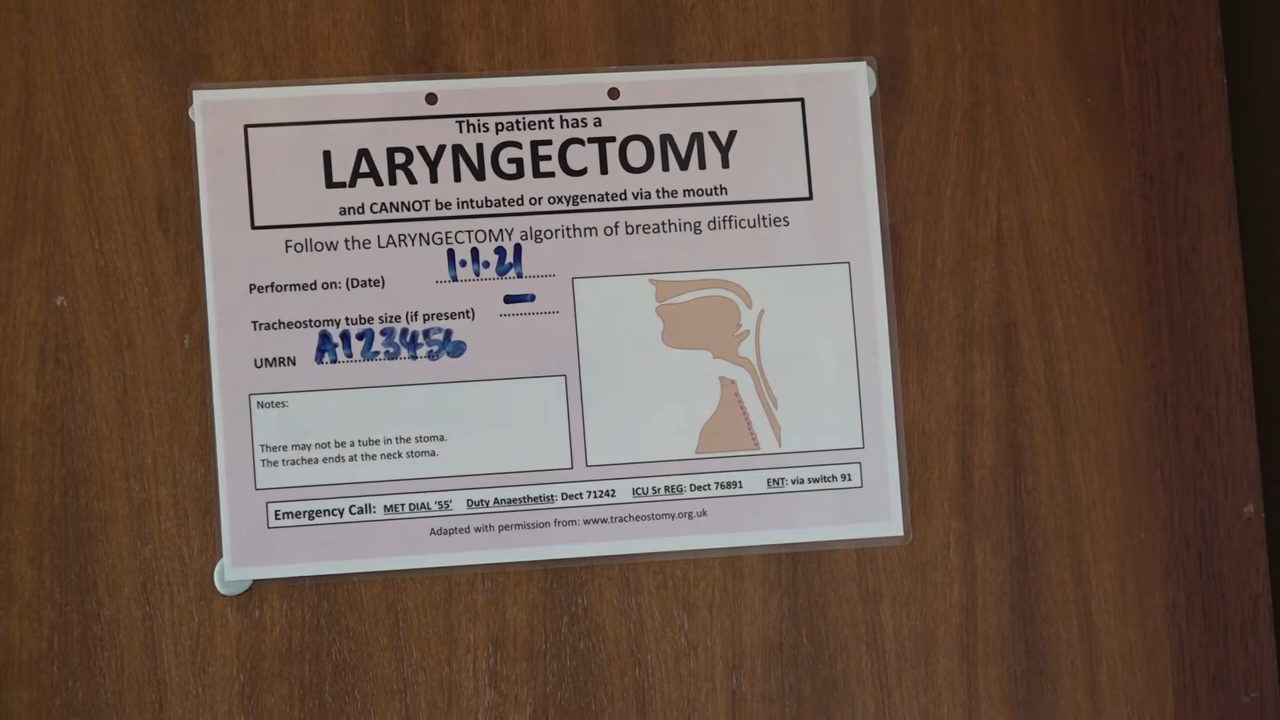 This patient has a
LARYNGECTOMY
and CANNOT be intubated or oxygenated via the mouth
Follow the LARYNGECTOMY algorithm of breathing difficulties
Performed on: (Date) 1.1.21
Tracheostomy tube size (if present) –
UMRN A123456
Notes:
There may not be a tube in the stoma.
The trachea ends at the neck stoma.
Emergency Call: MET DIAL '55' Duty Anaesthetist: Dect 71242 ICU Sr REG: Dect 76891 ENT: via switch 91
Adapted with permission from: www.tracheostomy.org.uk